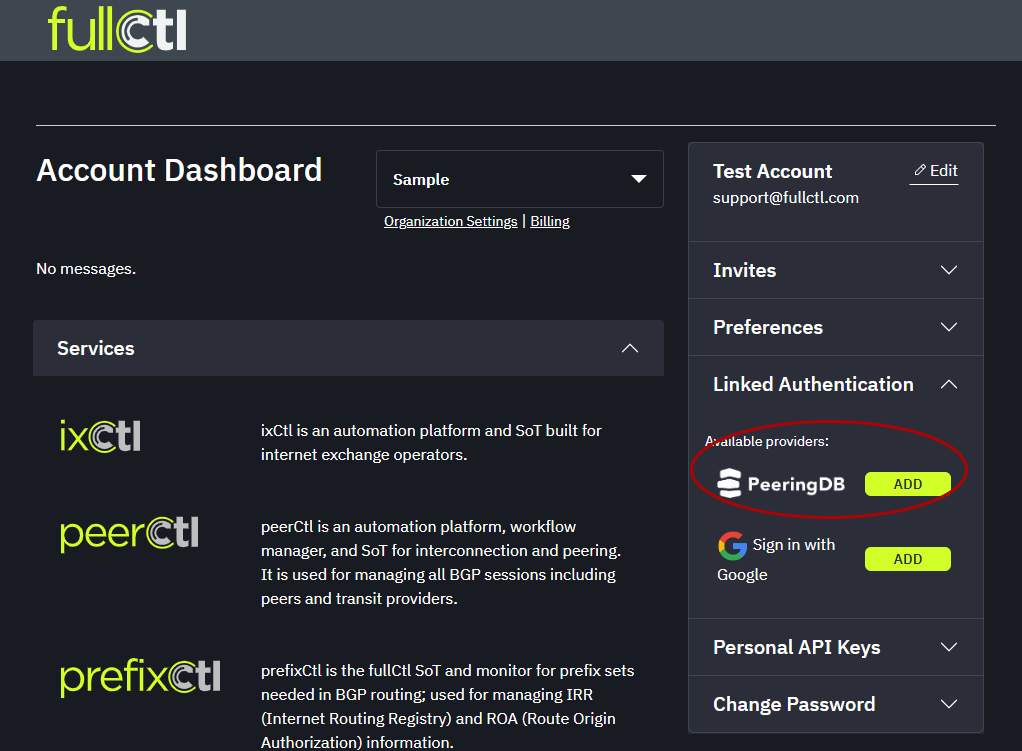 fullCtl
Account Dashboard
Sample
Organization Settings | Billing
No messages.
Services
ixCtl
ixCtl is an automation platform and SoT built for
internet exchange operators.
peerCtl
peerCtl is an automation platform, workflow
manager, and SoT for interconnection and peering.
It is used for managing all BGP sessions including
peers and transit providers.
prefixCtl
prefixCtl is the fullCtl SoT and monitor for prefix sets
needed in BGP routing; used for managing IRR
(Internet Routing Registry) and ROA (Route Origin
Authorization) information.
Test Account
Edit
support@fullctl.com
Invites
Preferences
Linked Authentication
Available providers:
PeeringDB
ADD
Sign in with
Google
ADD
Personal API Keys
Change Password